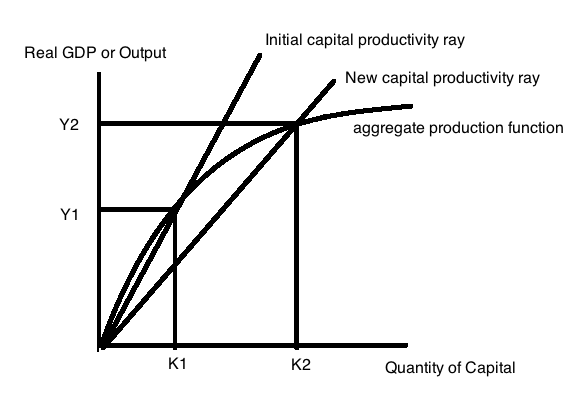 Initial capital productivity ray
Real GDP or Output
New capital productivity ray
Y2
aggregate production function
Y1
K1
K2
Quantity of Capital